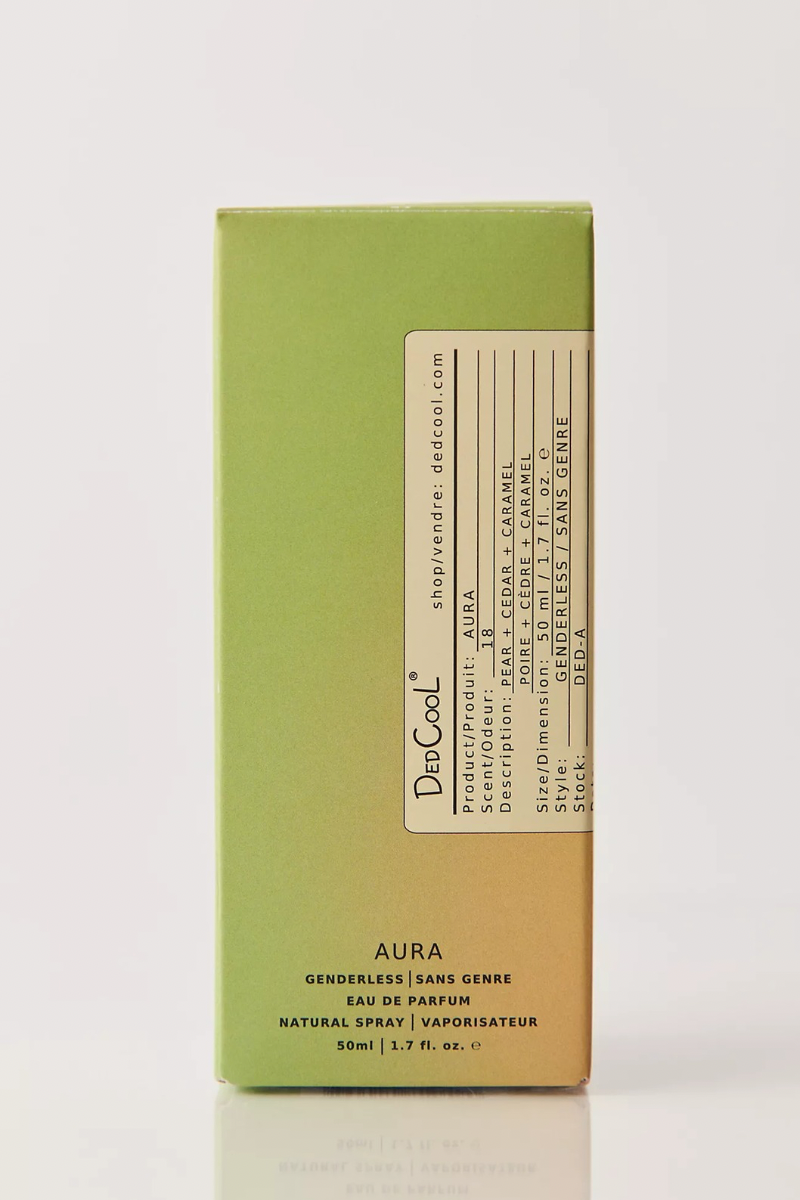 DEDCOOL®
shop/vendre: dedcool.com
Product/Produit: AURA
Scent/Odeur: 18
Description: PEAR + CEDAR + CARAMEL
POIRE + CÈDRE + CARAMEL
Size/Dimension: 50 ml / 1.7 fl. oz. ℮
Style: GENDERLESS / SANS GENRE
Stock: DED-A
AURA
GENDERLESS | SANS GENRE
EAU DE PARFUM
NATURAL SPRAY | VAPORISATEUR
50ml | 1.7 fl. oz. ℮